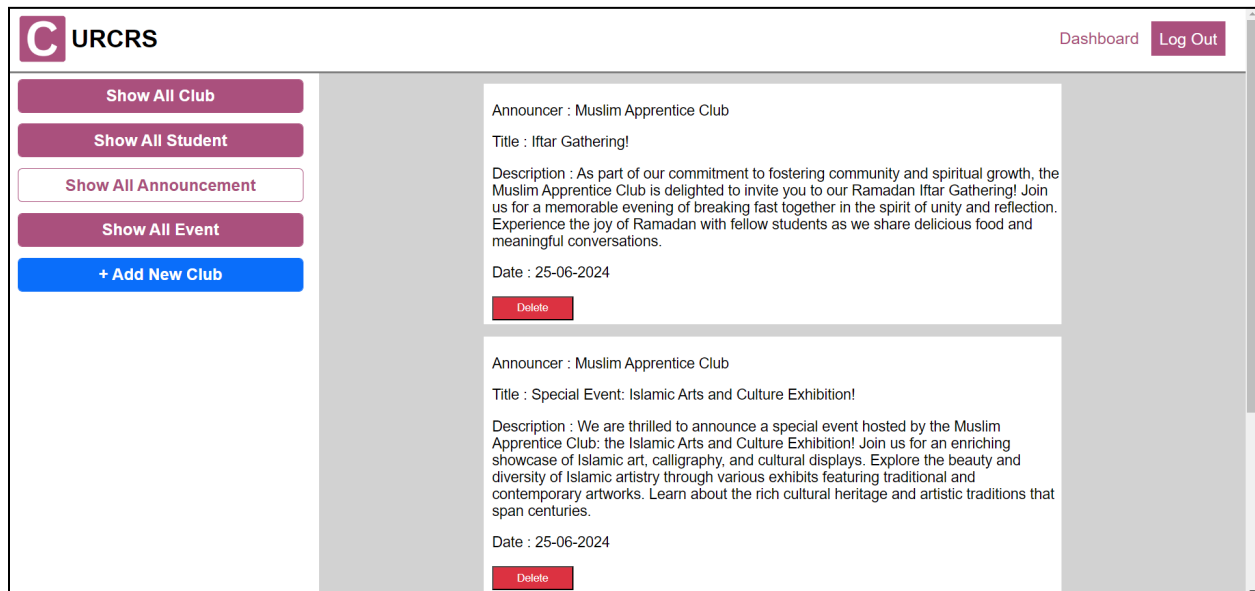 C URCRS
Dashboard
Log Out
Show All Club
Show All Student
Show All Announcement
Show All Event
+ Add New Club
Announcer : Muslim Apprentice Club
Title : Iftar Gathering!
Description : As part of our commitment to fostering community and spiritual growth, the
Muslim Apprentice Club is delighted to invite you to our Ramadan Iftar Gathering! Join
us for a memorable evening of breaking fast together in the spirit of unity and reflection.
Experience the joy of Ramadan with fellow students as we share delicious food and
meaningful conversations.
Date : 25-06-2024
Delete
Announcer : Muslim Apprentice Club
Title : Special Event: Islamic Arts and Culture Exhibition!
Description : We are thrilled to announce a special event hosted by the Muslim
Apprentice Club: the Islamic Arts and Culture Exhibition! Join us for an enriching
showcase of Islamic art, calligraphy, and cultural displays. Explore the beauty and
diversity of Islamic artistry through various exhibits featuring traditional and
contemporary artworks. Learn about the rich cultural heritage and artistic traditions that
span centuries.
Date : 25-06-2024
Delete